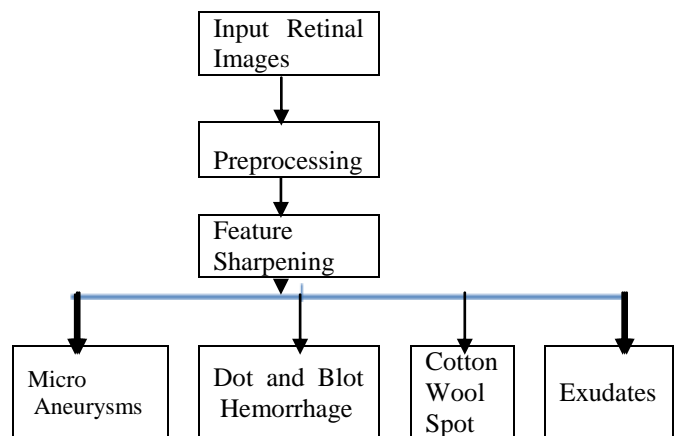 Input Retinal
Images
Preprocessing
Feature
Sharpening
Micro
Aneurysms
Dot and Blot
Hemorrhage
Cotton
Wool
Spot
Exudates